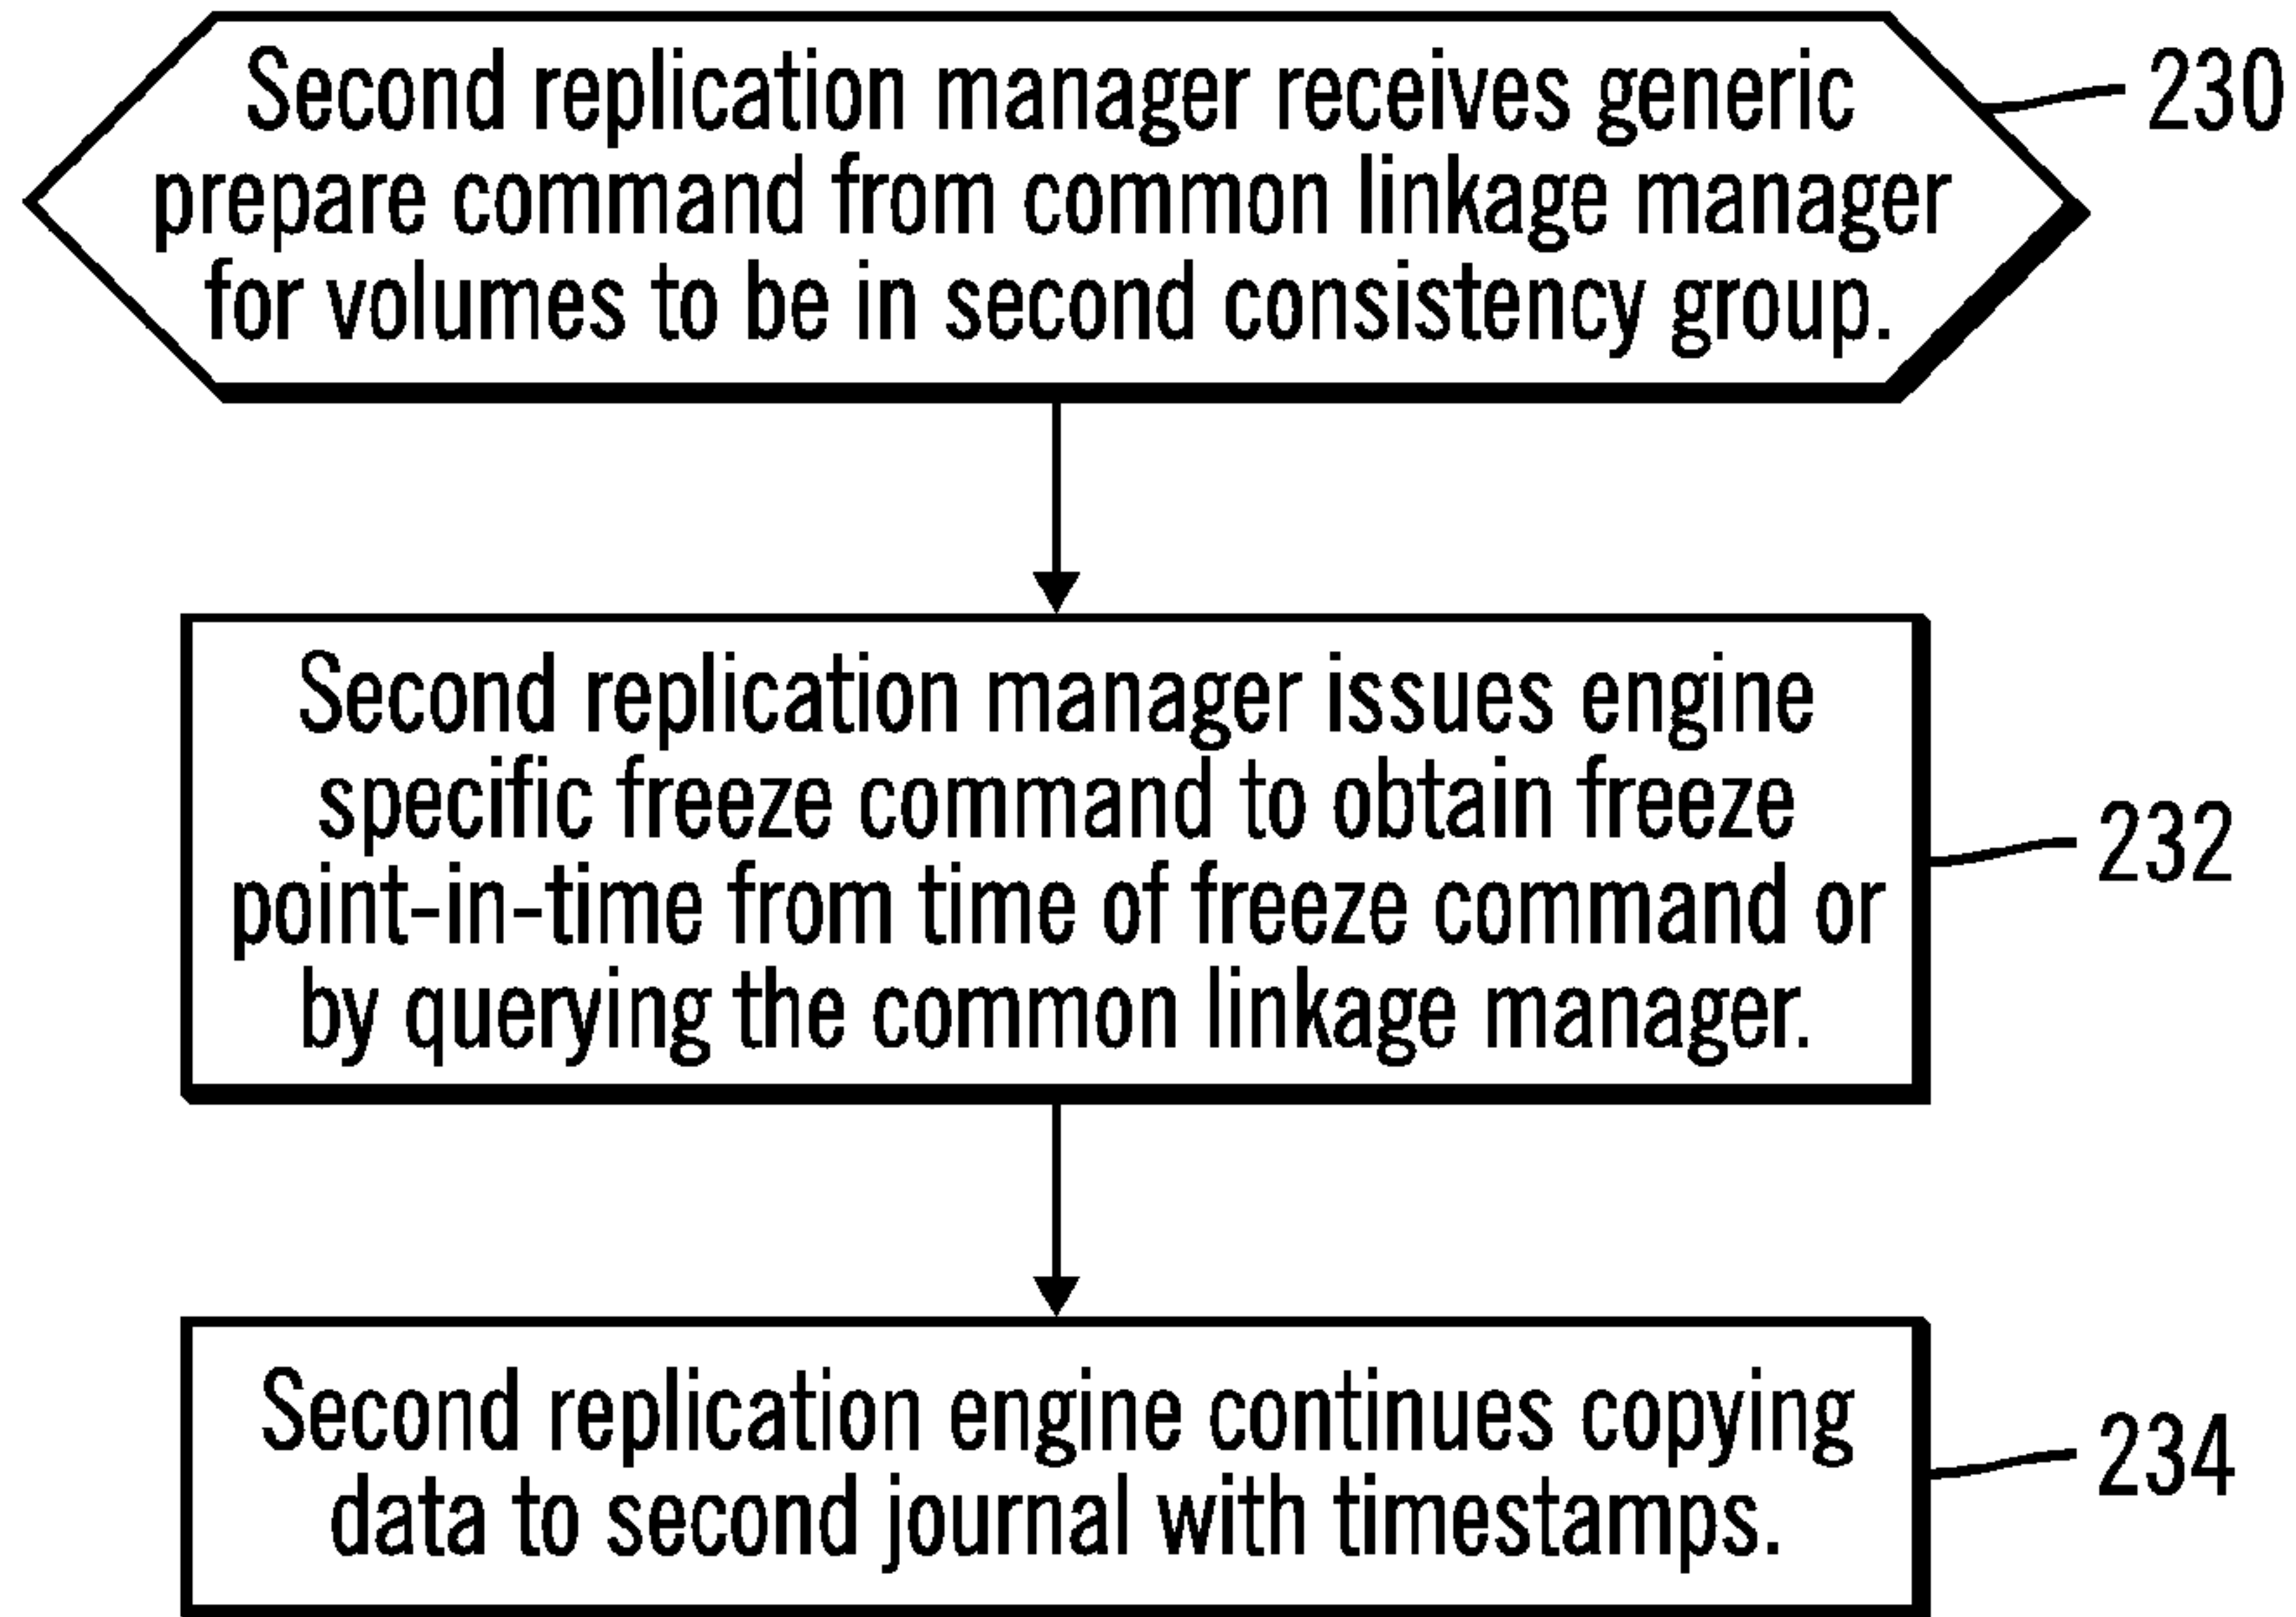 Second replication manager receives generic
prepare command from common linkage manager
for volumes to be in second consistency group.
230
Second replication manager issues engine
specific freeze command to obtain freeze
point-in-time from time of freeze command or
by querying the common linkage manager.
232
Second replication engine continues copying
data to second journal with timestamps.
234